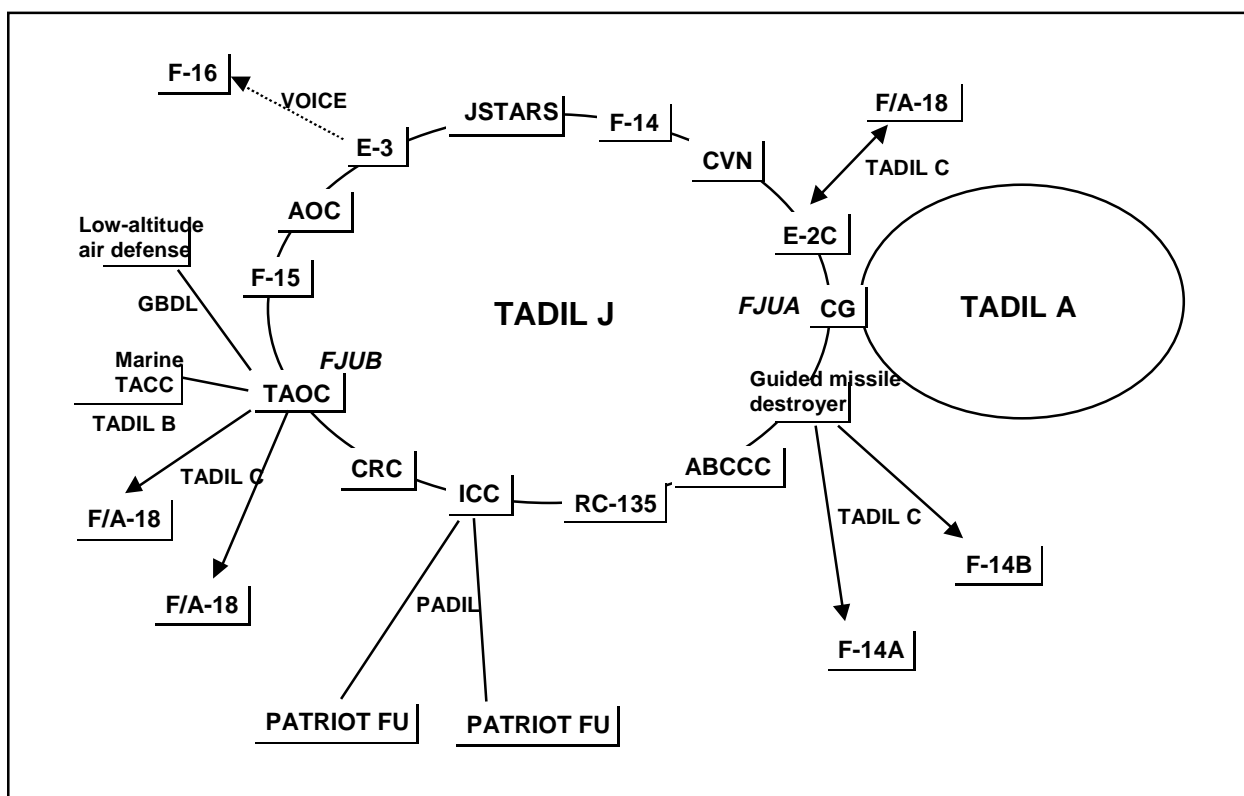 F-16
VOICE
E-3
JSTARS
F-14
CVN
F/A-18
TADIL C
AOC
Low-altitude
air defense
E-2C
F-15
GBDL
TADIL J
FJUA
CG
TADIL A
Marine
TACC
TADIL B
TAOC
FJUB
Guided missile
destroyer
TADIL C
CRC
ICC
RC-135
ABCCC
F/A-18
F/A-18
PADIL
TADIL C
F-14B
F-14A
PATRIOT FU
PATRIOT FU